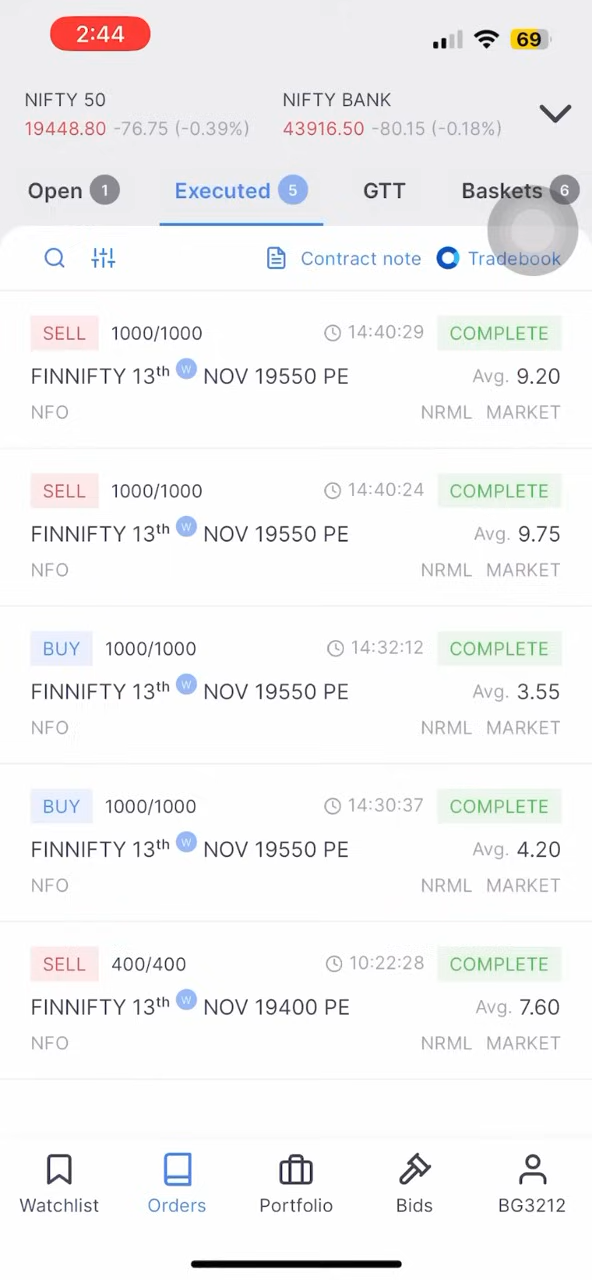 2:44
69
NIFTY 50 NIFTY BANK
19448.80 -76.75 (-0.39%) 43916.50 -80.15 (-0.18%)
Open 1 Executed 5 GTT Baskets 6
Contract note Tradebook
SELL 1000/1000 14:40:29 COMPLETE
FINNIFTY 13th W NOV 19550 PE Avg. 9.20
NFO NRML MARKET
SELL 1000/1000 14:40:24 COMPLETE
FINNIFTY 13th W NOV 19550 PE Avg. 9.75
NFO NRML MARKET
BUY 1000/1000 14:32:12 COMPLETE
FINNIFTY 13th W NOV 19550 PE Avg. 3.55
NFO NRML MARKET
BUY 1000/1000 14:30:37 COMPLETE
FINNIFTY 13th W NOV 19550 PE Avg. 4.20
NFO NRML MARKET
SELL 400/400 10:22:28 COMPLETE
FINNIFTY 13th W NOV 19400 PE Avg. 7.60
NFO NRML MARKET
Watchlist Orders Portfolio Bids BG3212